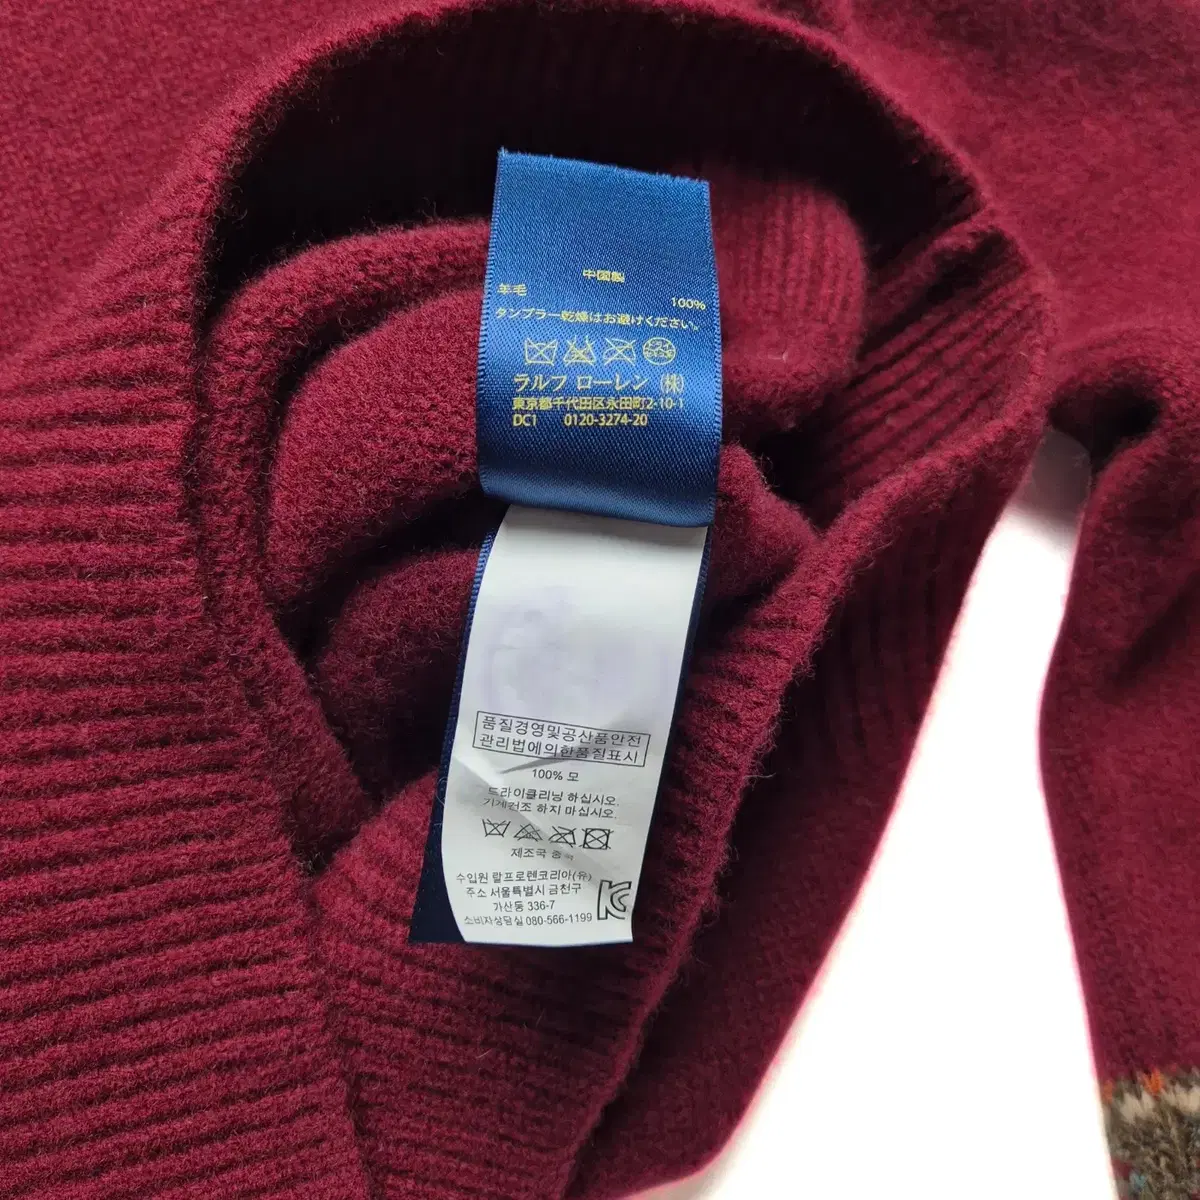 中国製
羊毛 100%
タンブラー乾燥はお避けください。
ラルフ ローレン (株)
東京都千代田区永田町2-10-1
DC1 0120-3274-20
품질경영및공산품안전
관리법에의한품질표시
100% 모
드라이클리닝 하십시오.
기계건조 하지 마십시오.
제조국 중국
수입원 랄프로렌코리아(유)
주소 서울특별시 금천구
가산동 336-7
소비자상담실 080-566-1199